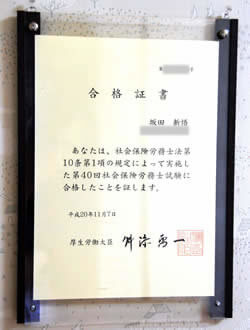 第
合格証書
坂田 新悟
あなたは、社会保険労務士法第
10条第1項の規定によって実施し
た第40回社会保険労務士試験に
合格したことを証します。
平成20年11月7日
厚生労働大臣 舛添要一